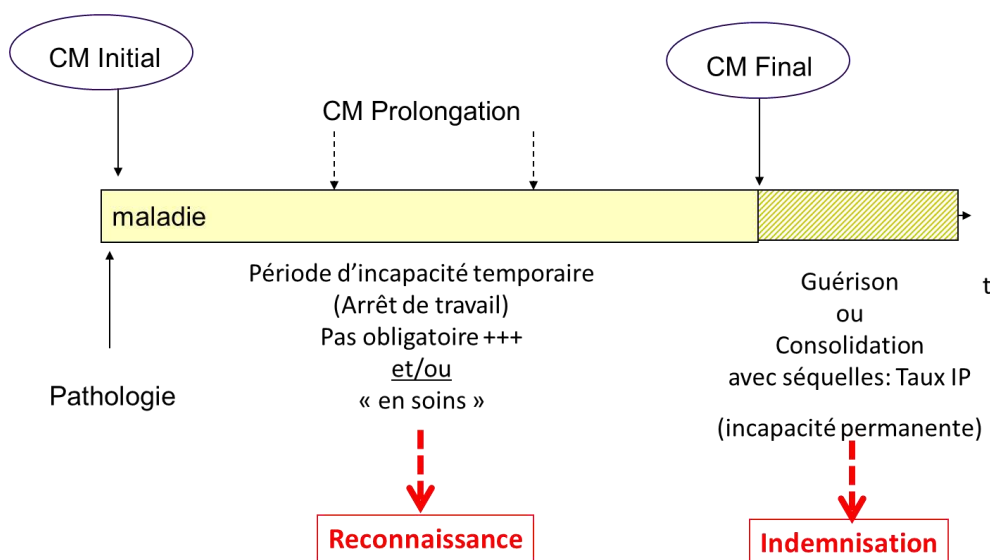 CM Initial
CM Final
CM Prolongation
maladie
Période d'incapacité temporaire
(Arrêt de travail)
Pas obligatoire +++
et/ou
« en soins »
Guérison
ou
Consolidation
avec séquelles: Taux IP
(incapacité permanente)
t
Pathologie
Reconnaissance
Indemnisation